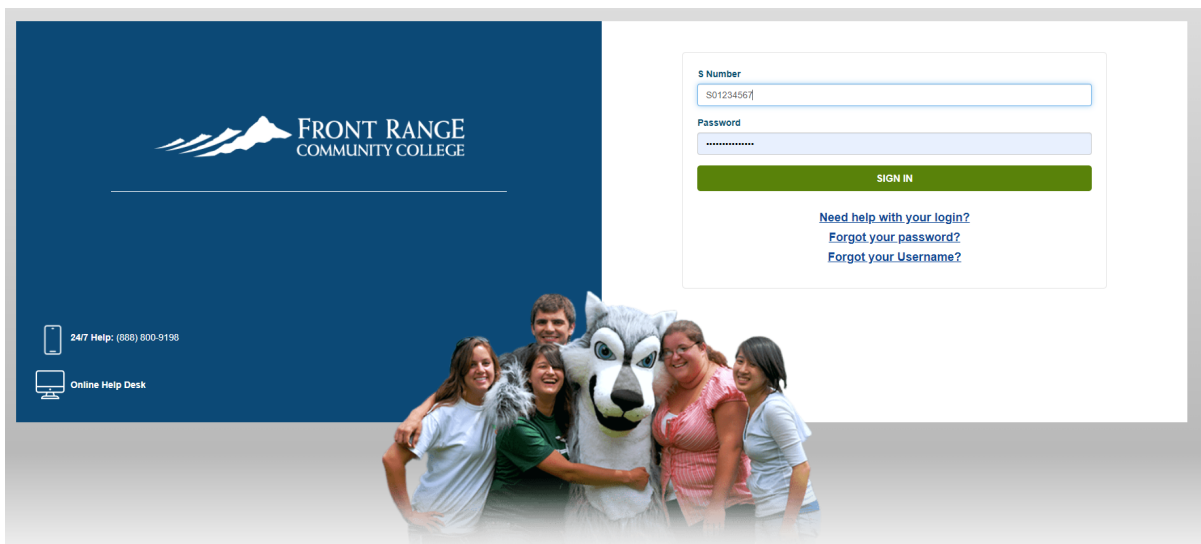 FRONT RANGE
COMMUNITY COLLEGE
24/7 Help: (888) 800-9198
Online Help Desk
S Number
S01234567
Password
•••••••••••••••
SIGN IN
Need help with your login?
Forgot your password?
Forgot your Username?